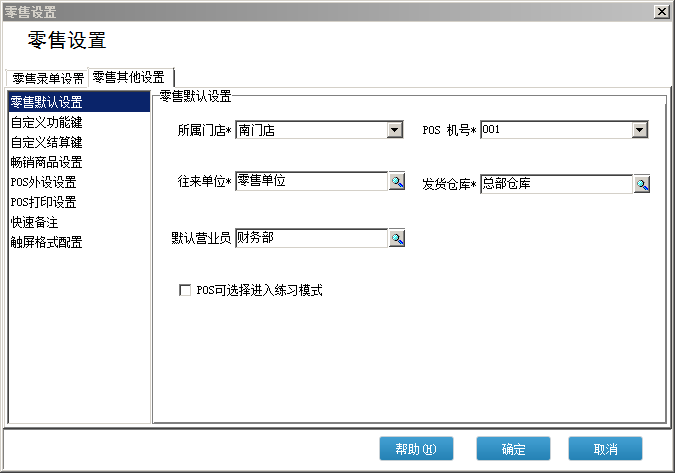 零售设置
零售设置
零售录单设置 零售其他设置
零售默认设置
自定义功能键
自定义结算键
畅销商品设置
POS外设设置
POS打印设置
快速备注
触屏格式配置
零售默认设置
所属门店* 南门店 POS 机号* 001
往来单位* 零售单位 发货仓库* 总部仓库
默认营业员 财务部
POS可选择进入练习模式
帮助(H) 确定 取消